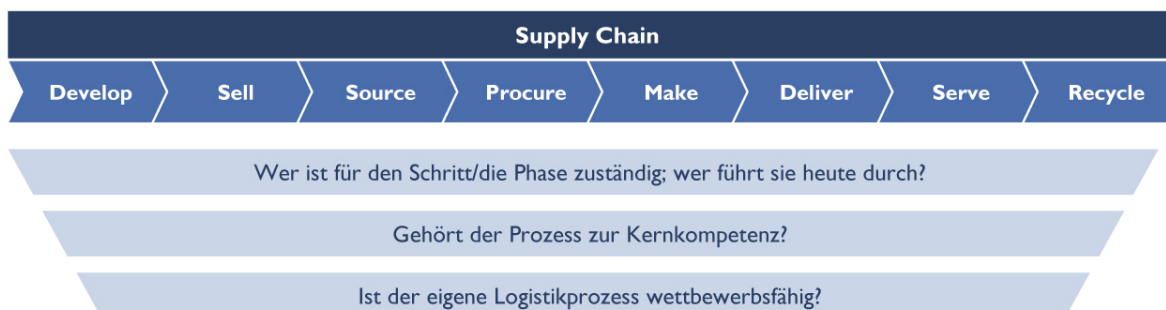 Supply Chain
Develop Sell Source Procure Make Deliver Serve Recycle
Wer ist für den Schritt/die Phase zuständig; wer führt sie heute durch?
Gehört der Prozess zur Kernkompetenz?
Ist der eigene Logistikprozess wettbewerbsfähig?